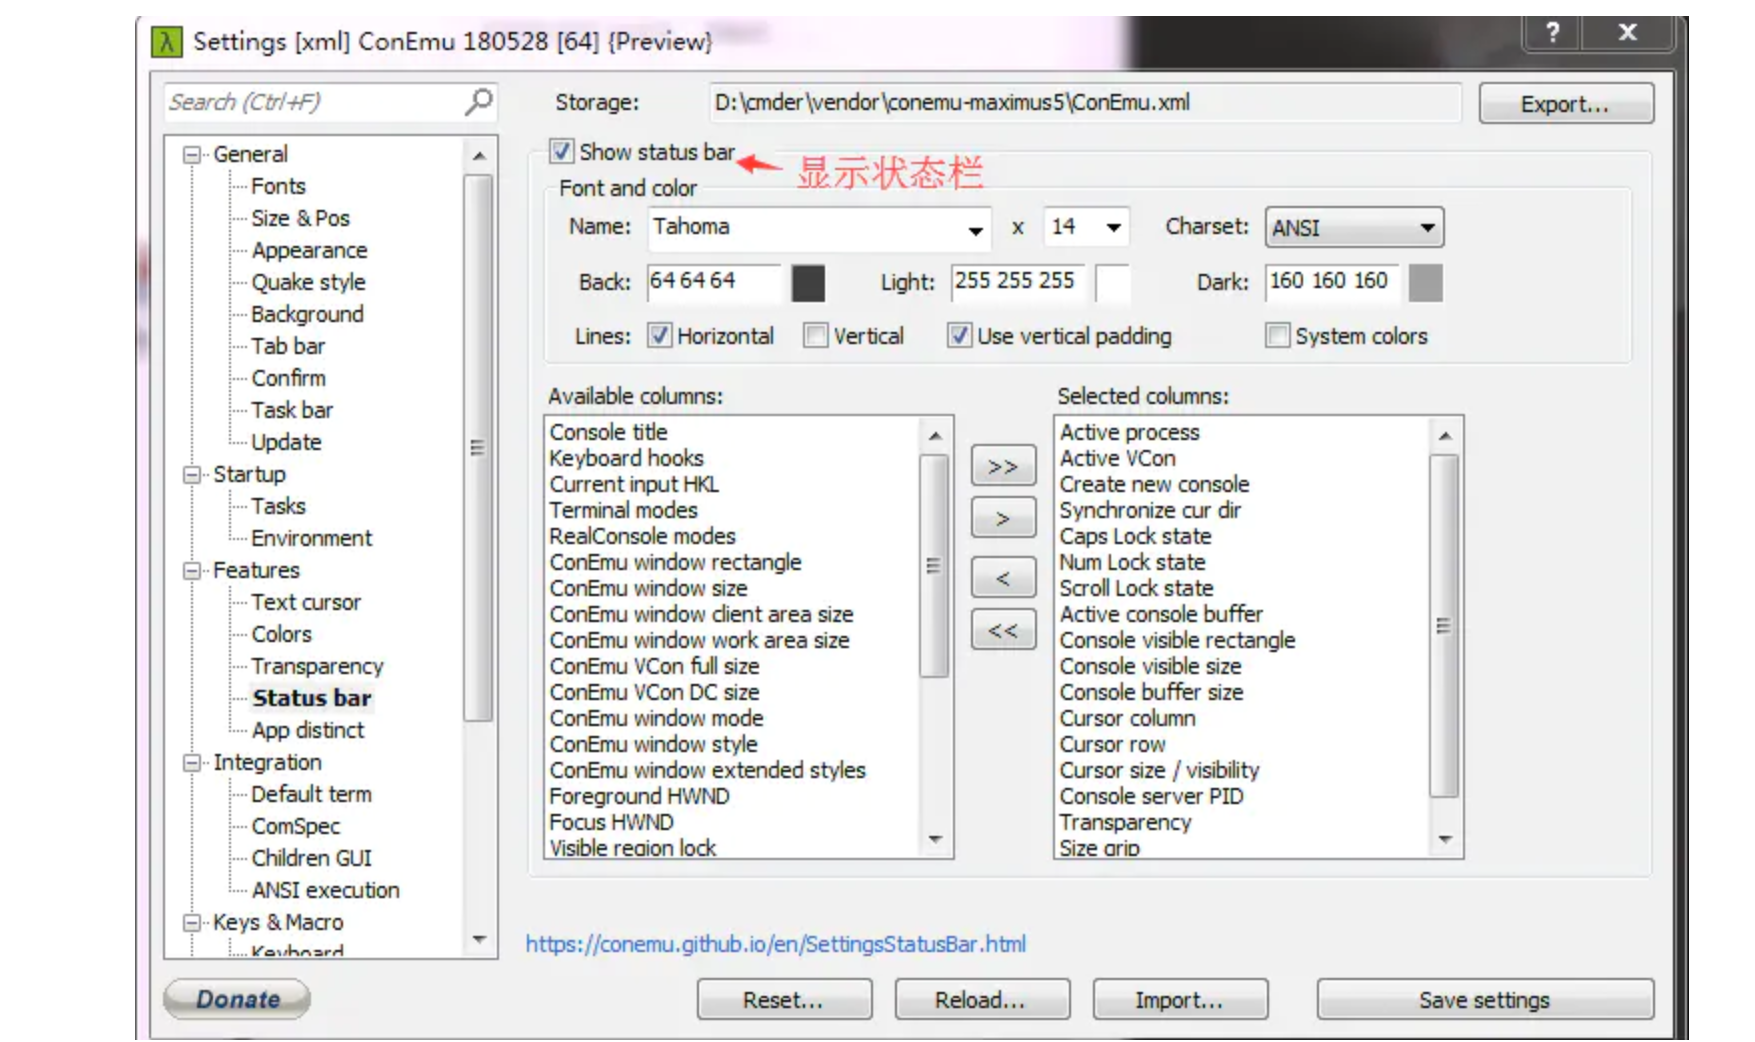 Settings [xml] ConEmu 180528 [64] {Preview}
? x
Search (Ctrl+F)
General
Fonts
Size & Pos
Appearance
Quake style
Background
Tab bar
Confirm
Task bar
Update
Startup
Tasks
Environment
Features
Text cursor
Colors
Transparency
Status bar
App distinct
Integration
Default term
ComSpec
Children GUI
ANSI execution
Keys & Macro
Keyboard
Donate
Storage: D:\cmder\vendor\conemu-maximus5\ConEmu.xml Export...
Show status bar 显示状态栏
Font and color
Name: Tahoma x 14 Charset: ANSI
Back: 64 64 64 Light: 255 255 255 Dark: 160 160 160
Lines: Horizontal Vertical Use vertical padding System colors
Available columns:
Console title
Keyboard hooks
Current input HKL
Terminal modes
RealConsole modes
ConEmu window rectangle
ConEmu window size
ConEmu window client area size
ConEmu window work area size
ConEmu VCon full size
ConEmu VCon DC size
ConEmu window mode
ConEmu window style
ConEmu window extended styles
Foreground HWND
Focus HWND
Visible region lock
>>
>
<
<<
Selected columns:
Active process
Active VCon
Create new console
Synchronize cur dir
Caps Lock state
Num Lock state
Scroll Lock state
Active console buffer
Console visible rectangle
Console visible size
Console buffer size
Cursor column
Cursor row
Cursor size / visibility
Console server PID
Transparency
Size grip
https://conemu.github.io/en/SettingsStatusBar.html
Reset... Reload... Import... Save settings